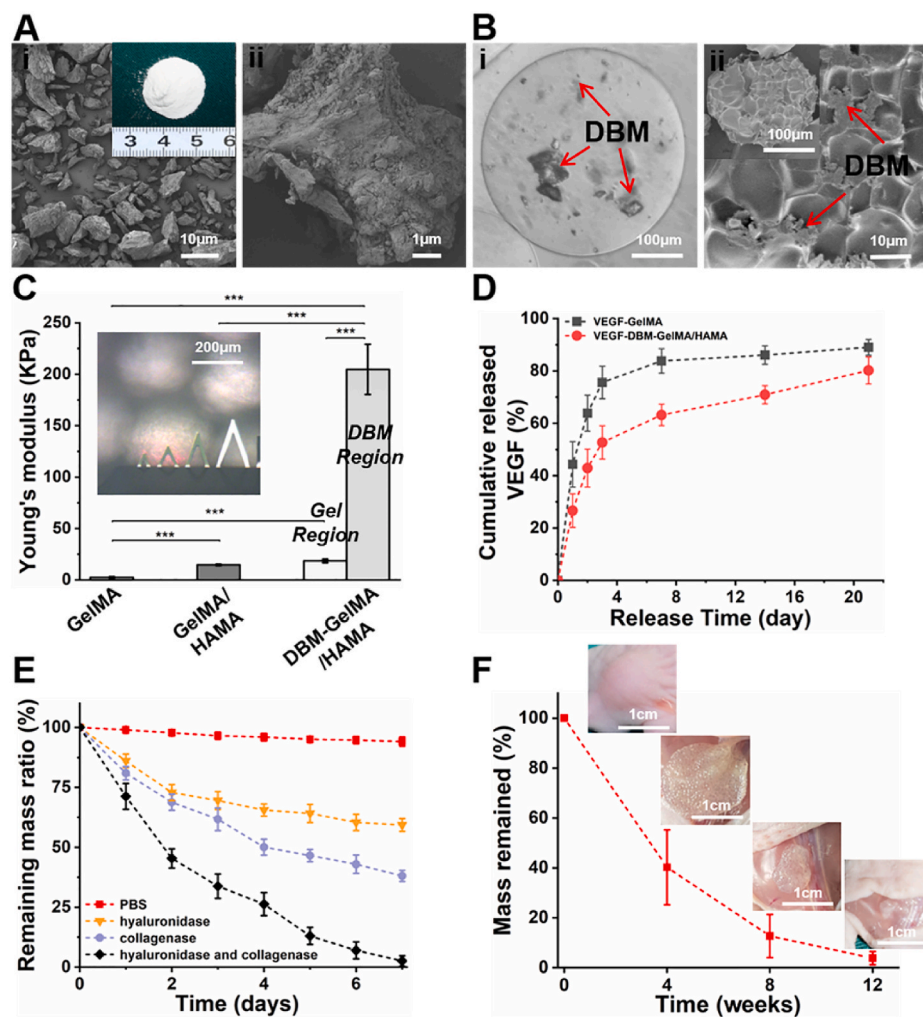 A
i
3 4 5 6
10μm
ii
1μm
B
i
DBM
100μm
ii
100μm
DBM
10μm
C
Young's modulus (KPa)
250
200
150
100
50
25
0
***
***
***
***
***
200μm
DBM
Region
Gel
Region
GelMA
GelMA/
HAMA
DBM-GelMA
/HAMA
D
Cumulative released
VEGF (%)
100
80
60
40
20
0
VEGF-GelMA
VEGF-DBM-GelMA/HAMA
0 4 8 12 16 20
Release Time (day)
E
Remaining mass ratio (%)
100
75
50
25
0
PBS
hyaluronidase
collagenase
hyaluronidase and collagenase
0 1 2 3 4 5 6 7
Time (days)
F
Mass remained (%)
100
80
60
40
20
0
1cm
1cm
1cm
1cm
0 4 8 12
Time (weeks)